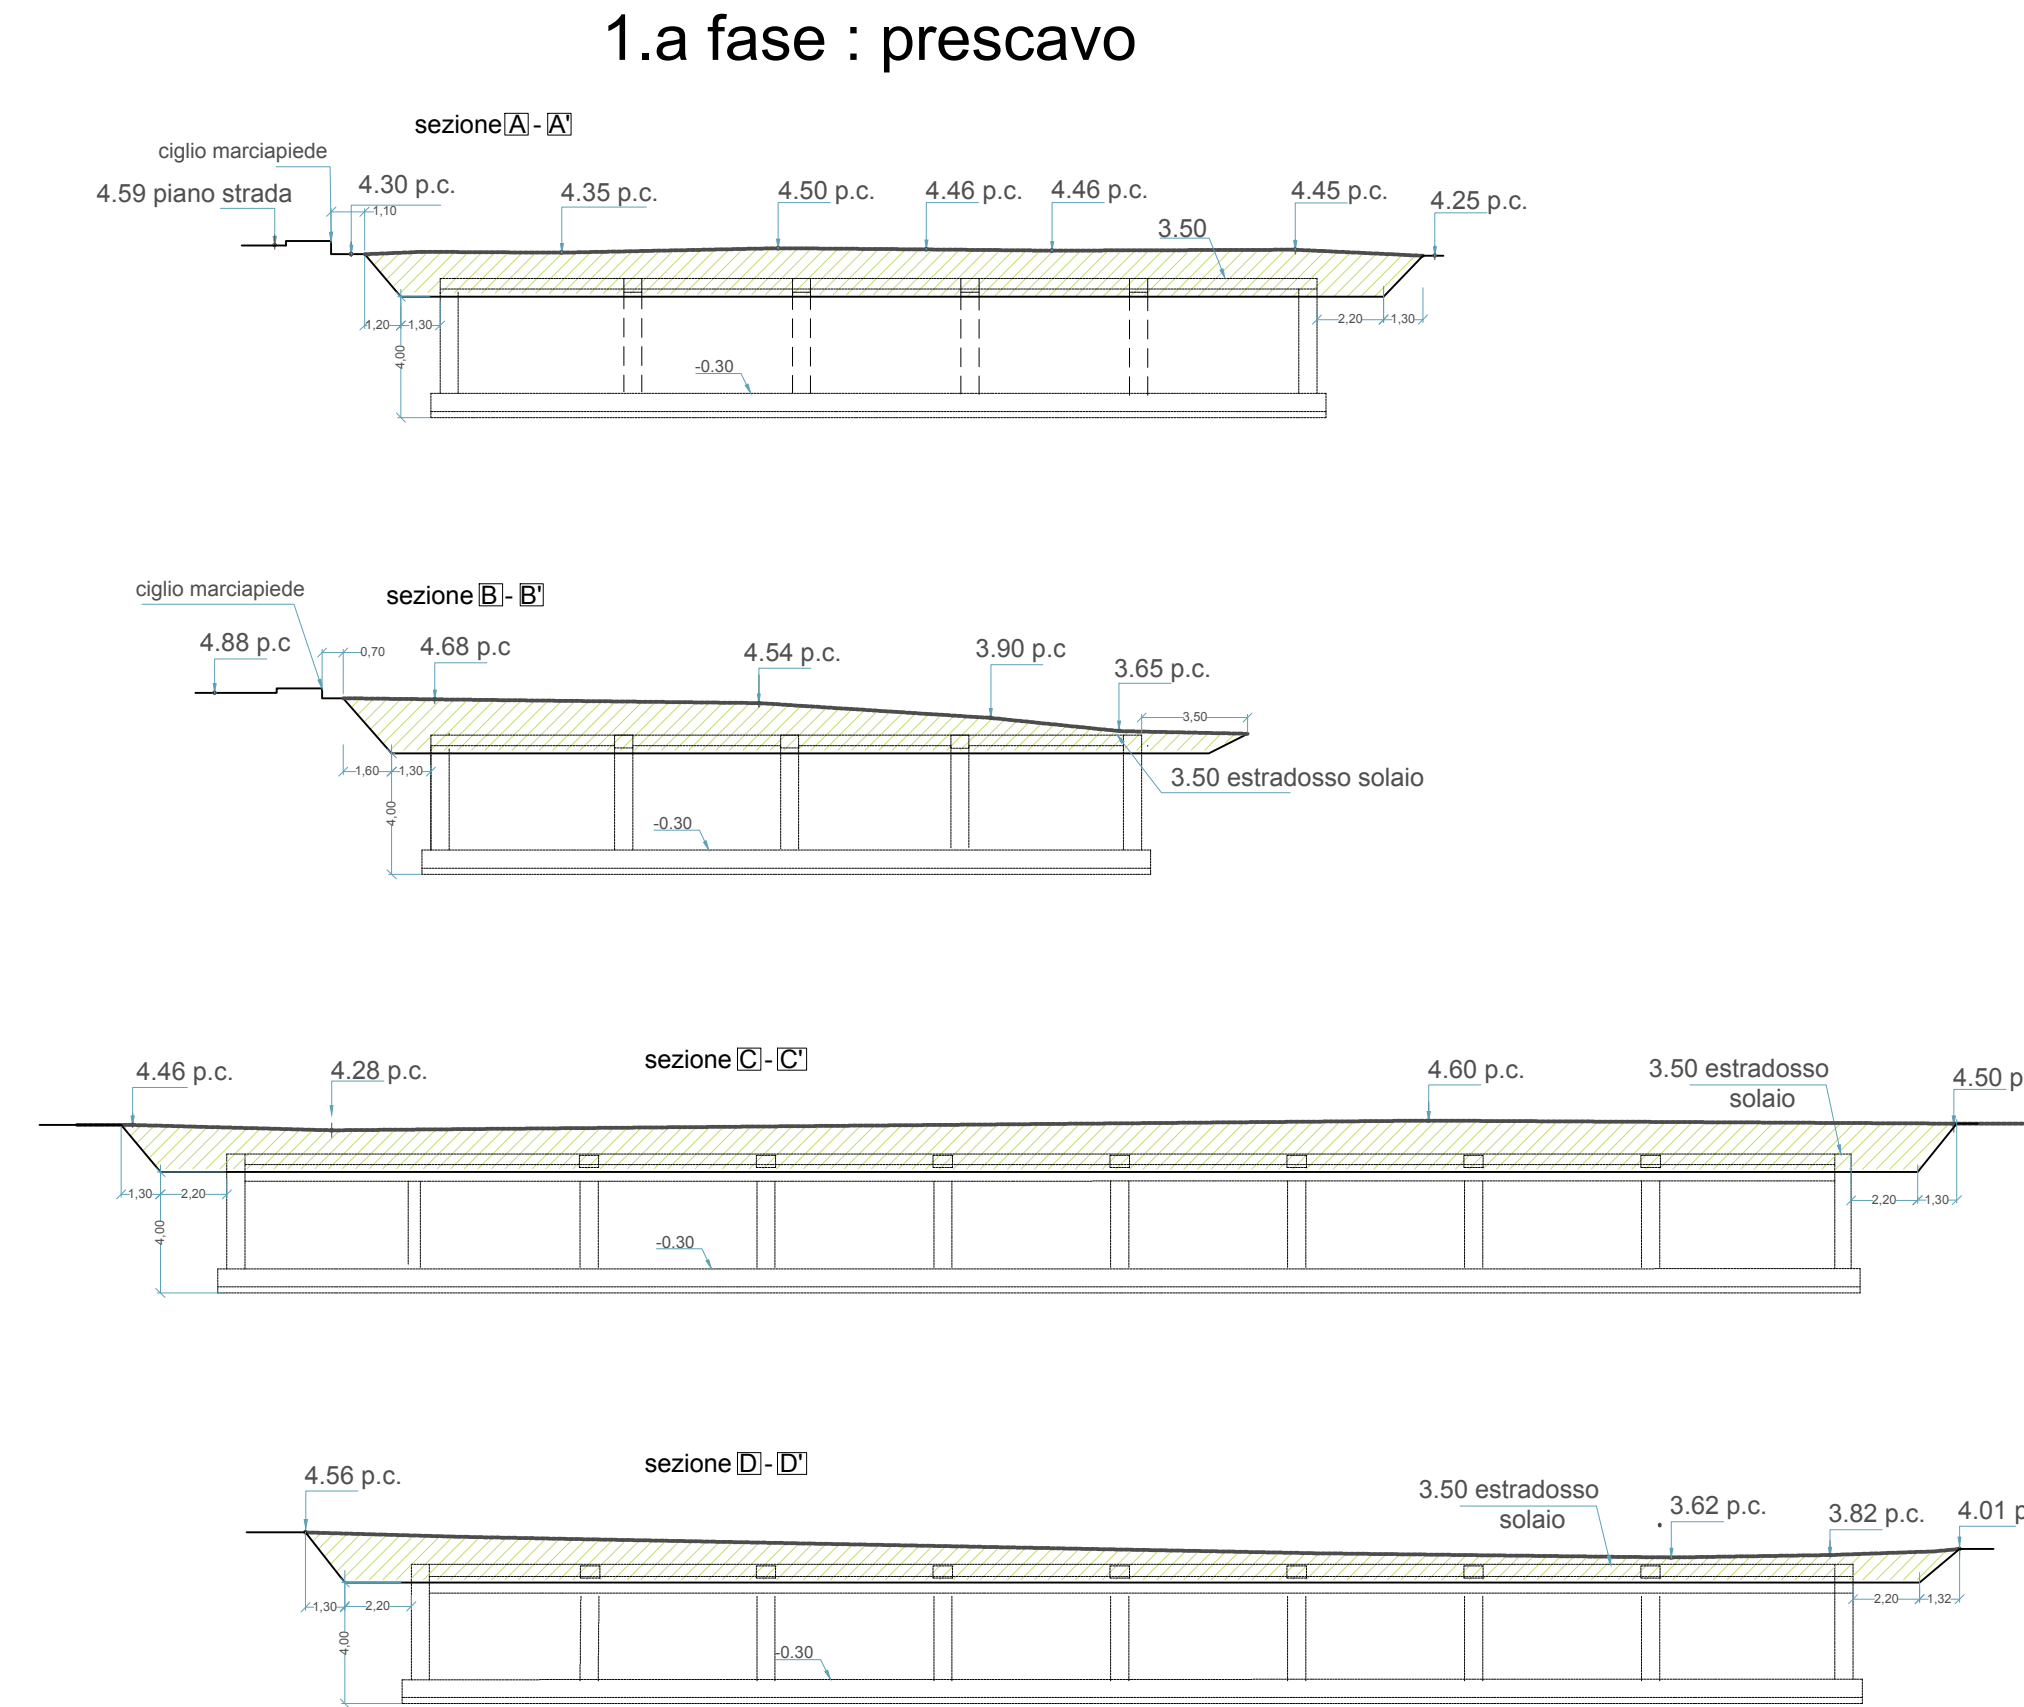 1.a fase : prescavo
sezione A - A'
ciglio marciapiede
4.59 piano strada
4.30 p.c.
1,10
4.35 p.c.
4.50 p.c.
4.46 p.c.
4.46 p.c.
3.50
4.45 p.c.
4.25 p.c.
1,20
1,30
2,20
1,30
4,00
-0.30
sezione B - B'
ciglio marciapiede
4.88 p.c
0,70
4.68 p.c
4.54 p.c.
3.90 p.c
3.65 p.c.
3,50
1,60
1,30
3.50 estradosso solaio
4,00
-0.30
sezione C - C'
4.46 p.c.
4.28 p.c.
4.60 p.c.
3.50 estradosso
solaio
4.50 p
1,30
2,20
2,20
1,30
4,00
-0.30
sezione D - D'
4.56 p.c.
3.50 estradosso
solaio
3.62 p.c.
3.82 p.c.
4.01 p
1,30
2,20
2,20
1,32
4,00
-0.30